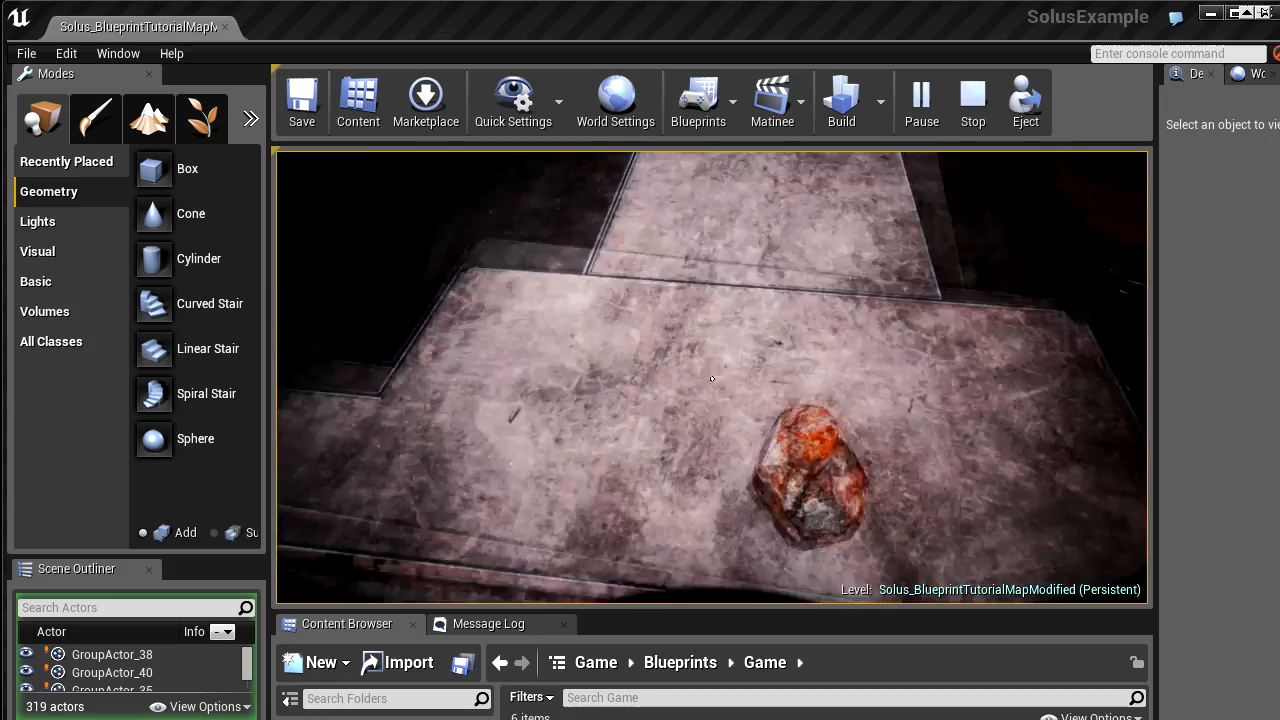 Solus_BlueprintTutorialMapM
SolusExample
File Edit Window Help
Enter console command
Modes
De
Wo
Save
Content
Marketplace
Quick Settings
World Settings
Blueprints
Matinee
Build
Pause
Stop
Eject
Select an object to vie
Recently Placed
Geometry
Lights
Visual
Basic
Volumes
All Classes
Box
Cone
Cylinder
Curved Stair
Linear Stair
Spiral Stair
Sphere
Add
Su
Level: Solus_BlueprintTutorialMapModified (Persistent)
Scene Outliner
Search Actors
Actor Info
GroupActor_38
GroupActor_40
GroupActor_35
319 actors
View Options
Content Browser
Message Log
New
Import
Game
Blueprints
Game
Search Folders
Filters
Search Game
6 items
View Options